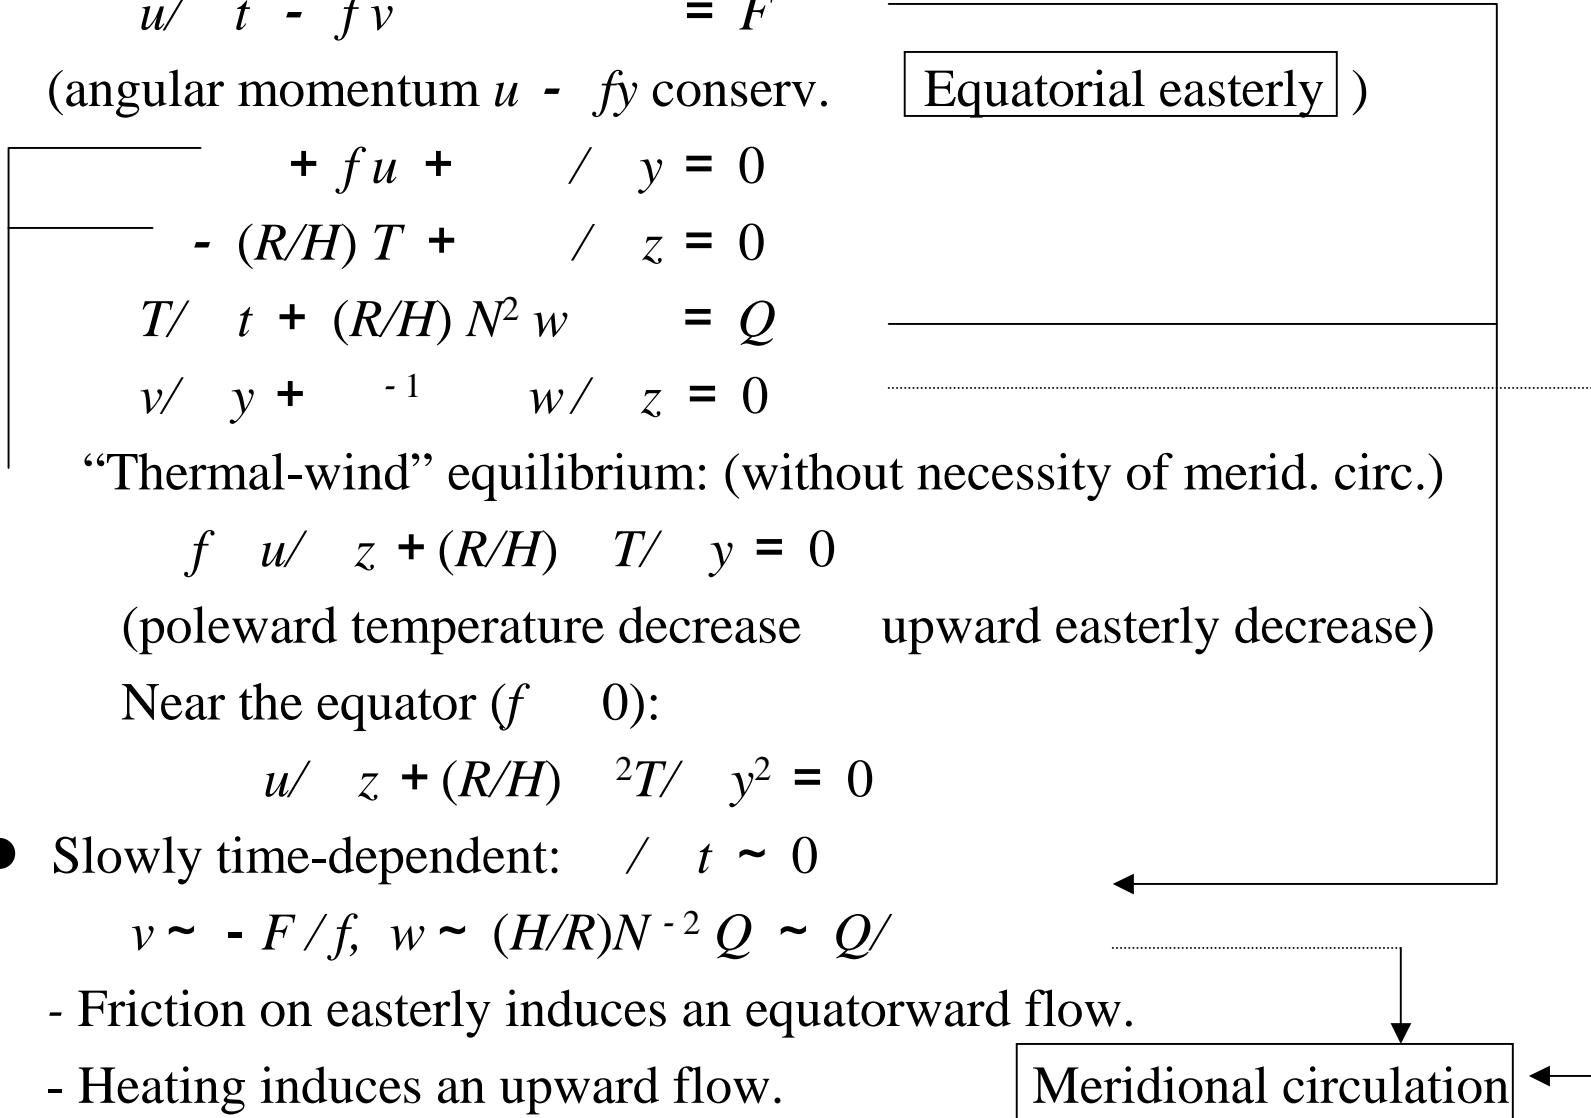 u/ t - f v = F
(angular momentum u - fy conserv. Equatorial easterly )
+ f u + / y = 0
- (R/H) T + / z = 0
T/ t + (R/H) N² w = Q
v/ y + ⁻¹ w/ z = 0
“Thermal-wind” equilibrium: (without necessity of merid. circ.)
f u/ z + (R/H) T/ y = 0
(poleward temperature decrease upward easterly decrease)
Near the equator (f 0):
u/ z + (R/H) ²T/ y² = 0
● Slowly time-dependent: / t ~ 0
v ~ - F / f, w ~ (H/R)N⁻² Q ~ Q/
- Friction on easterly induces an equatorward flow.
- Heating induces an upward flow. Meridional circulation